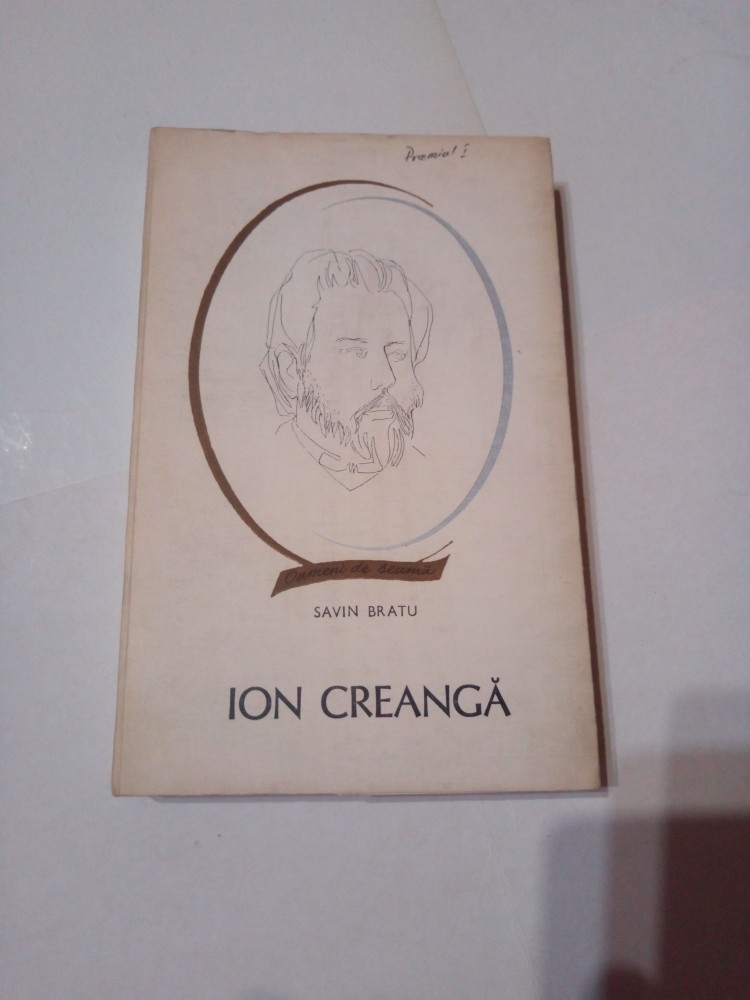 Premiul I
Oameni de seamă
SAVIN BRATU
ION CREANGĂ